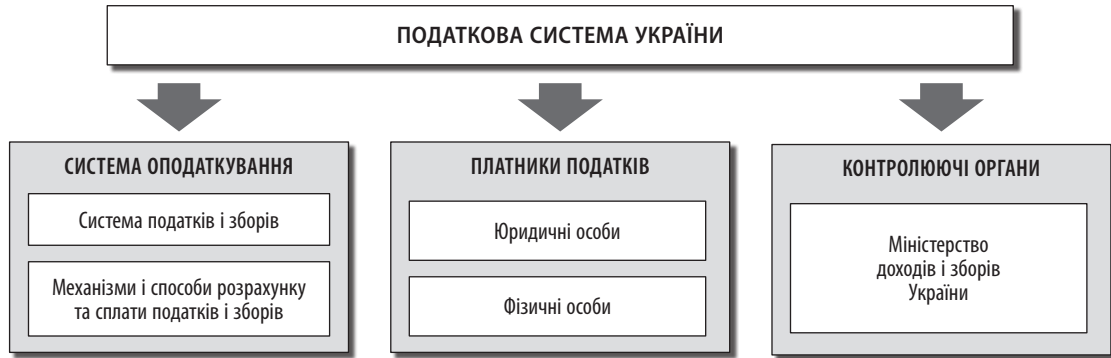 ПОДАТКОВА СИСТЕМА УКРАЇНИ
СИСТЕМА ОПОДАТКУВАННЯ
Система податків і зборів
Механізми і способи розрахунку
та сплати податків і зборів
ПЛАТНИКИ ПОДАТКІВ
Юридичні особи
Фізичні особи
КОНТРОЛЮЮЧІ ОРГАНИ
Міністерство
доходів і зборів
України